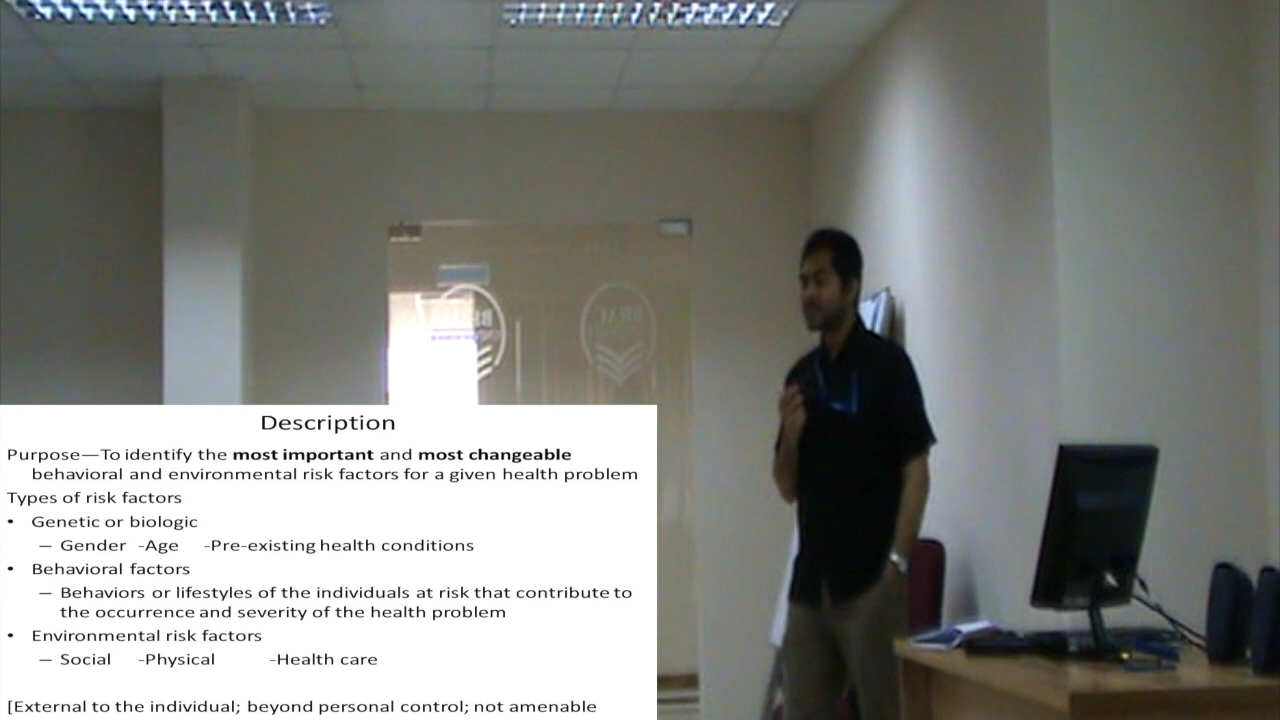 Description
Purpose—To identify the most important and most changeable
behavioral and environmental risk factors for a given health problem
Types of risk factors
• Genetic or biologic
– Gender -Age -Pre-existing health conditions
• Behavioral factors
– Behaviors or lifestyles of the individuals at risk that contribute to
the occurrence and severity of the health problem
• Environmental risk factors
– Social -Physical -Health care
[External to the individual; beyond personal control; not amenable